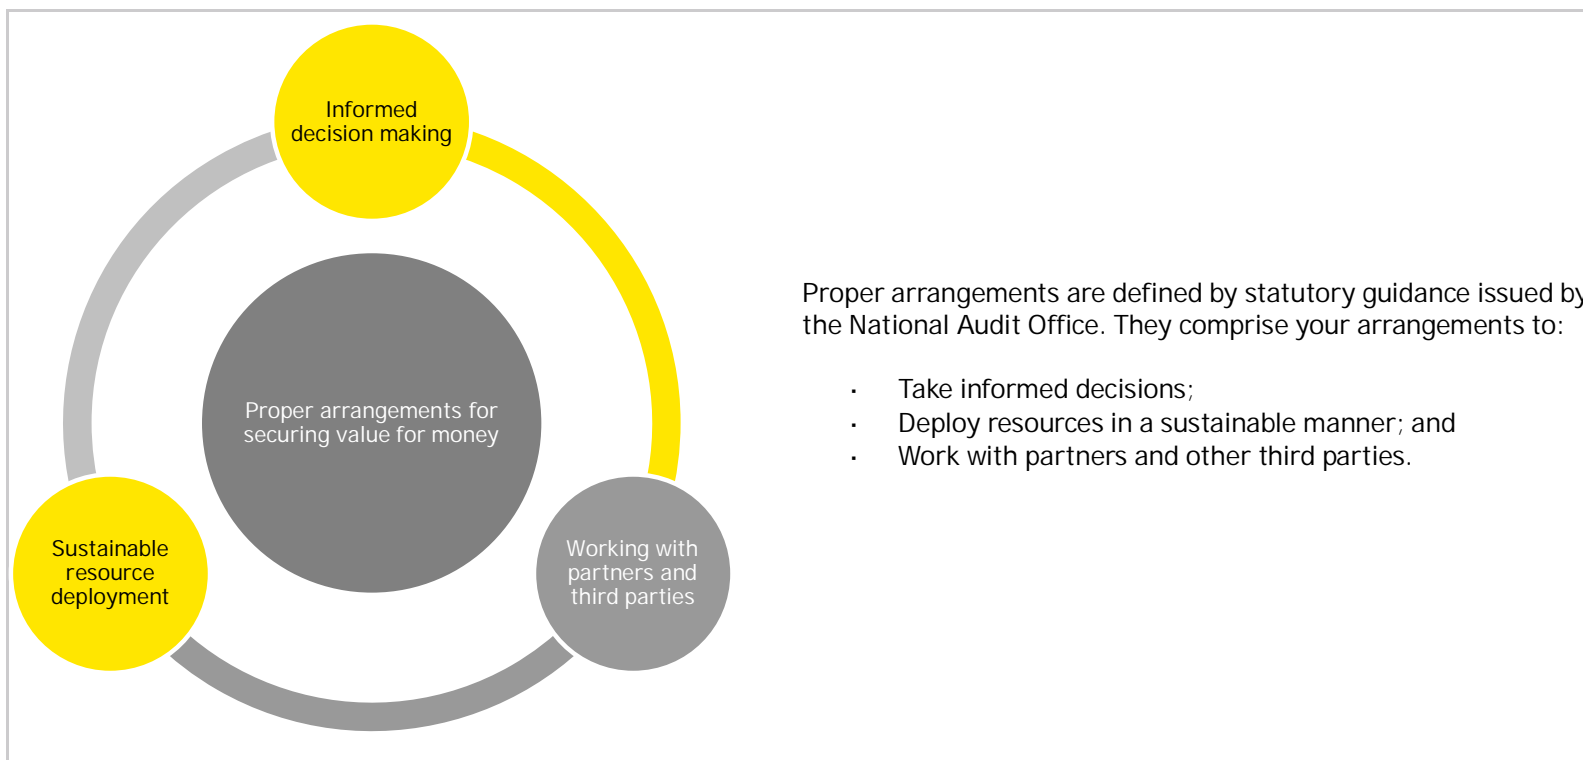 Informed
decision making
Proper arrangements for
securing value for money
Sustainable
resource
deployment
Working with
partners and
third parties
Proper arrangements are defined by statutory guidance issued by
the National Audit Office. They comprise your arrangements to:
· Take informed decisions;
· Deploy resources in a sustainable manner; and
· Work with partners and other third parties.